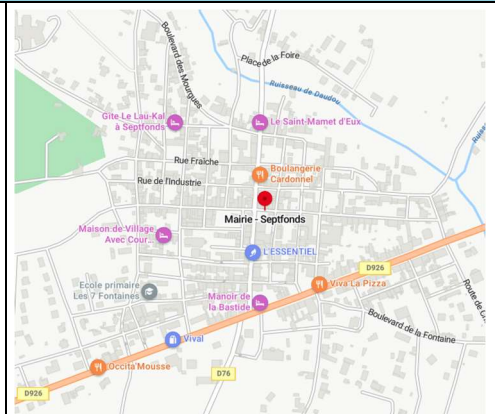 Boulevard des Mourgues
Place de la Foire
Ruisseau de Daudou
Gîte Le Lau-Kal
à Septfonds
Le Saint-Mamet d'Eux
Rue Fraîche
Boulangerie
Cardonnel
Rue de l'Industrie
Mairie - Septfonds
Maison de Village
Avec Cour...
L'ESSENTIEL
D926
Ecole primaire
Les 7 Fontaines
Viva La Pizza
Manoir de
la Bastide
Boulevard de la Fontaine
Vival
Occita'Mousse
D76
D926